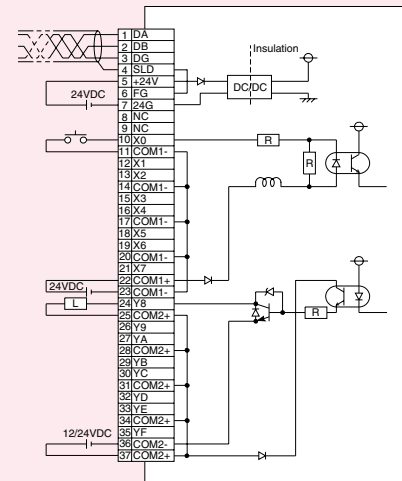 1 DA
2 DB
3 DG
4 SLD
5 +24V
6 FG
7 24G
8 NC
9 NC
10 X0
11 COM1-
12 X1
13 X2
14 COM1-
15 X3
16 X4
17 COM1-
18 X5
19 X6
20 COM1-
21 X7
22 COM1+
23 COM1-
24 Y8
25 COM2+
26 Y9
27 YA
28 COM2+
29 YB
30 YC
31 COM2+
32 YD
33 YE
34 COM2+
35 YF
36 COM2-
37 COM2+
24VDC
24VDC
L
12/24VDC
Insulation
DC/DC
R
R
R